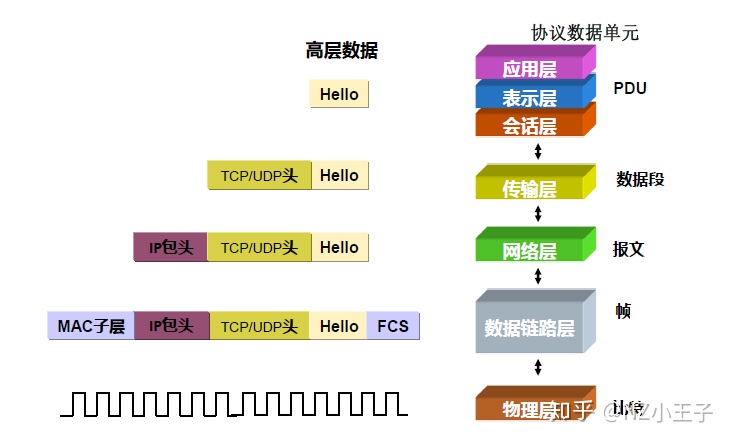 协议数据单元
高层数据
应用层
Hello
表示层
PDU
会话层
TCP/UDP头 Hello
传输层
数据段
IP包头 TCP/UDP头 Hello
网络层
报文
MAC子层 IP包头 TCP/UDP头 Hello FCS
数据链路层
帧
物理层
比特
知乎 @NZ小王子